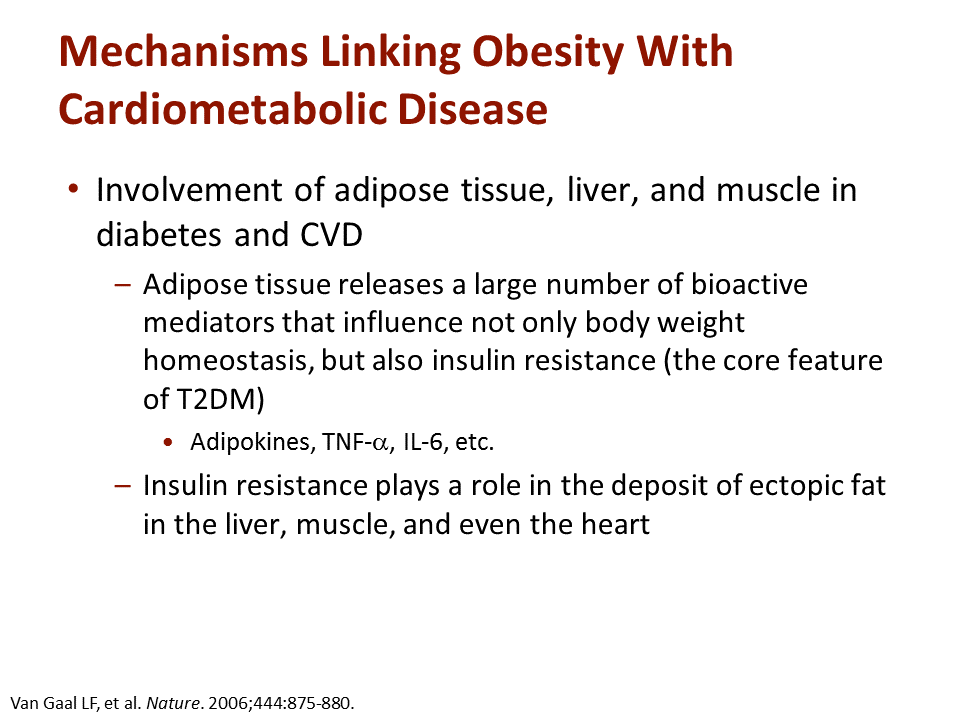 Mechanisms Linking Obesity With
Cardiometabolic Disease
• Involvement of adipose tissue, liver, and muscle in
diabetes and CVD
– Adipose tissue releases a large number of bioactive
mediators that influence not only body weight
homeostasis, but also insulin resistance (the core feature
of T2DM)
• Adipokines, TNF-α, IL-6, etc.
– Insulin resistance plays a role in the deposit of ectopic fat
in the liver, muscle, and even the heart
Van Gaal LF, et al. Nature. 2006;444:875-880.